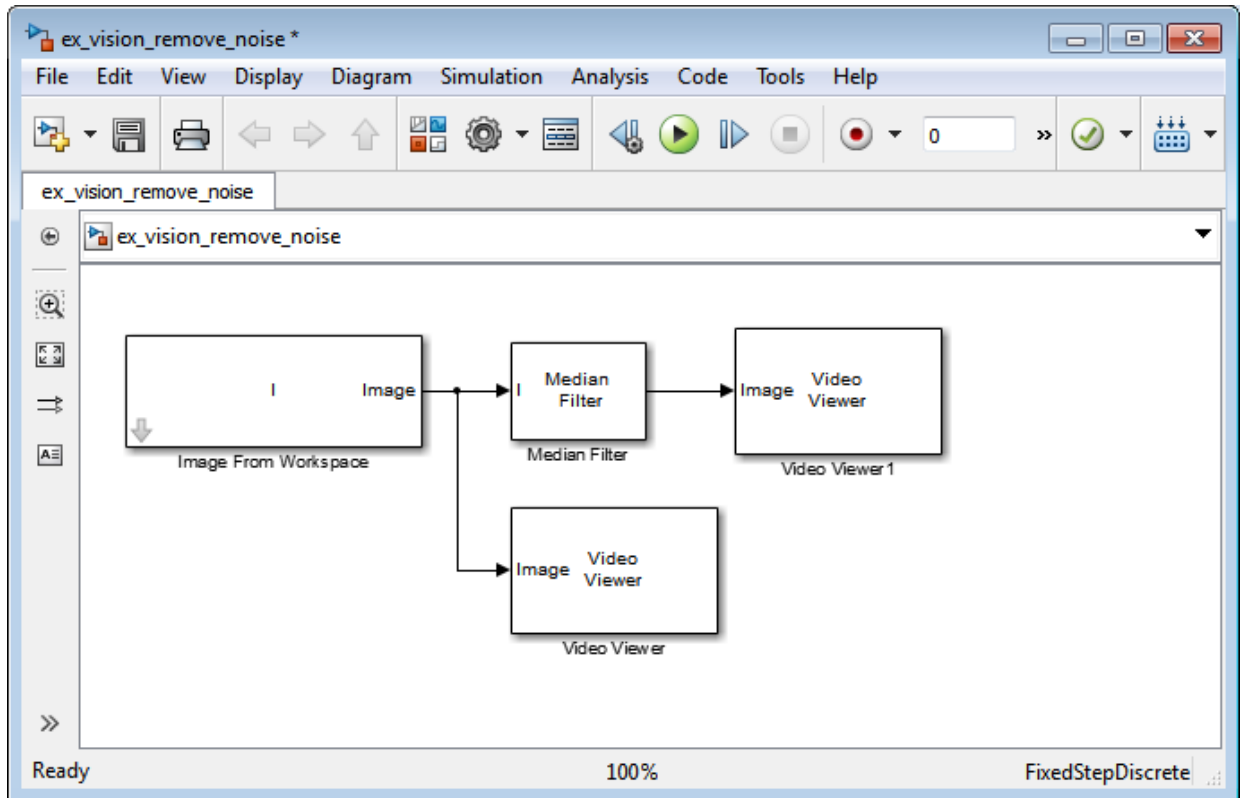 ex_vision_remove_noise *
File Edit View Display Diagram Simulation Analysis Code Tools Help
0 »
ex_vision_remove_noise
ex_vision_remove_noise
I Image
Image From Workspace
I Median
Filter
Median Filter
Image Video
Viewer
Video Viewer1
Image Video
Viewer
Video Viewer
A
»
Ready 100% FixedStepDiscrete